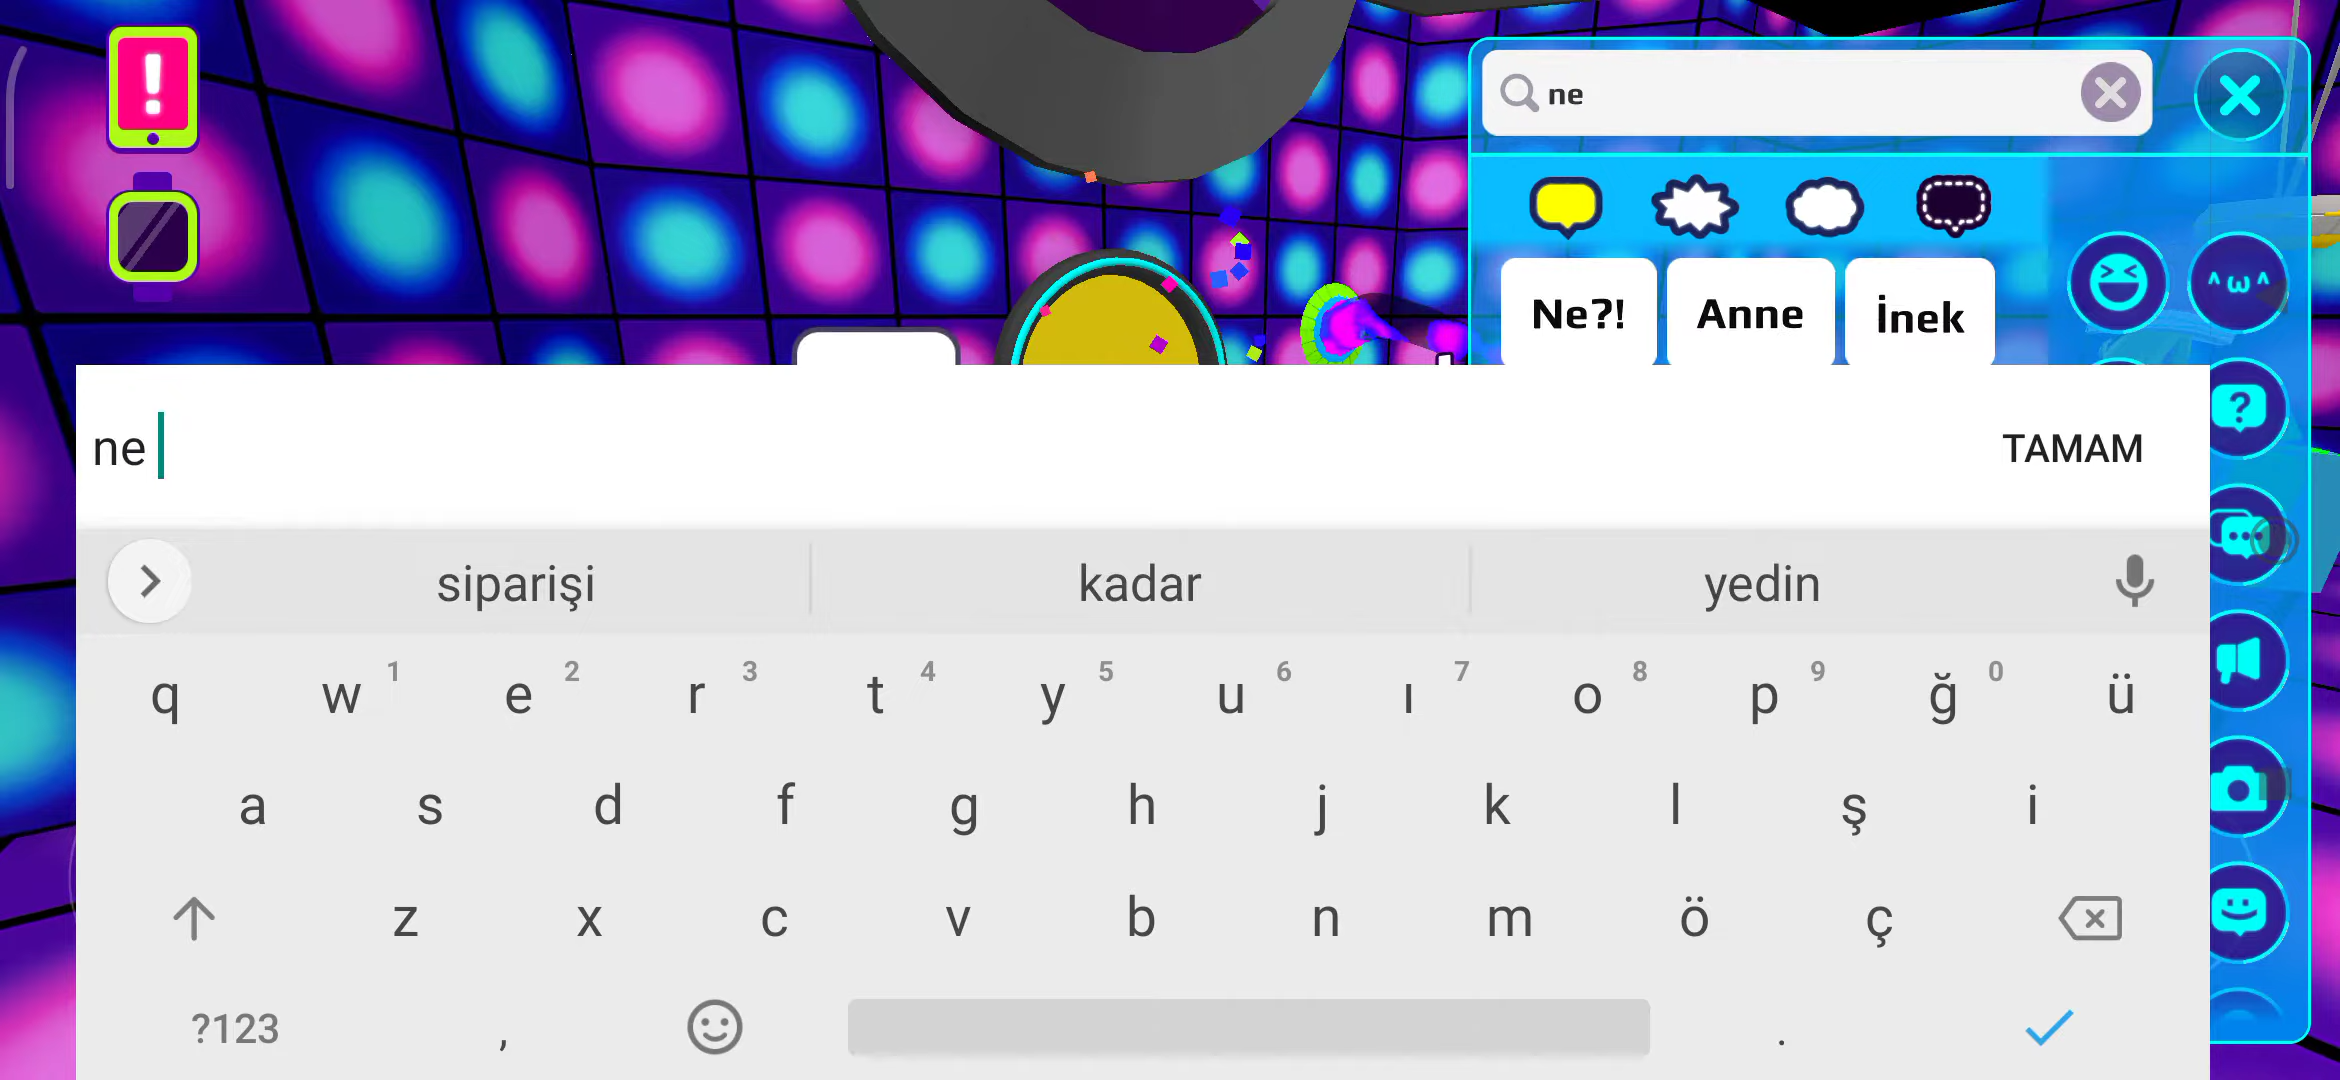 ne
^ω^
Ne?!
Anne
İnek
ne
TAMAM
siparişi
kadar
yedin
1 2 3 4 5 6 7 8 9 0
q w e r t y u ı o p ğ ü
a s d f g h j k l ş i
z x c v b n m ö ç
?123 , .